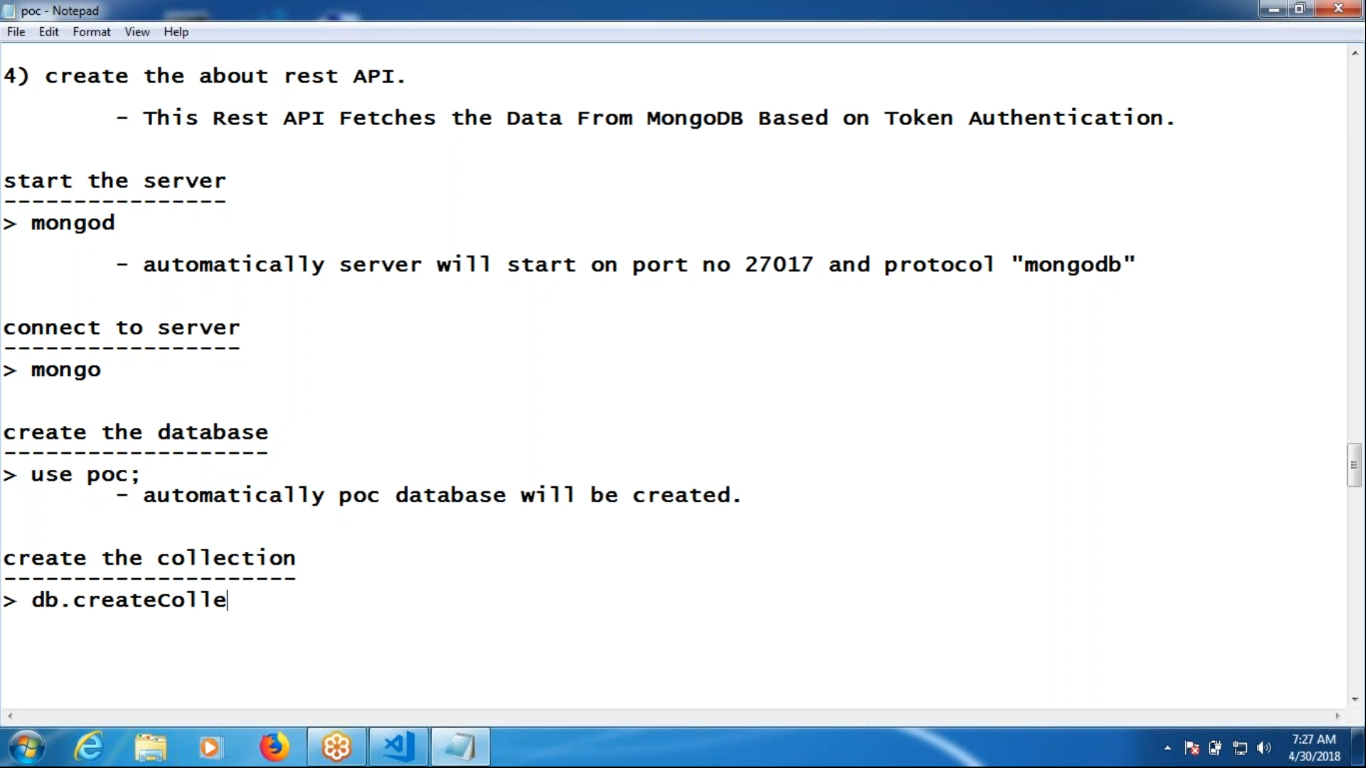 poc - Notepad
File Edit Format View Help
4) create the about rest API.
- This Rest API Fetches the Data From MongoDB Based on Token Authentication.
start the server
----------------
> mongod
- automatically server will start on port no 27017 and protocol "mongodb"
connect to server
-----------------
> mongo
create the database
-------------------
> use poc;
- automatically poc database will be created.
create the collection
---------------------
> db.createColle
7:27 AM
4/30/2018